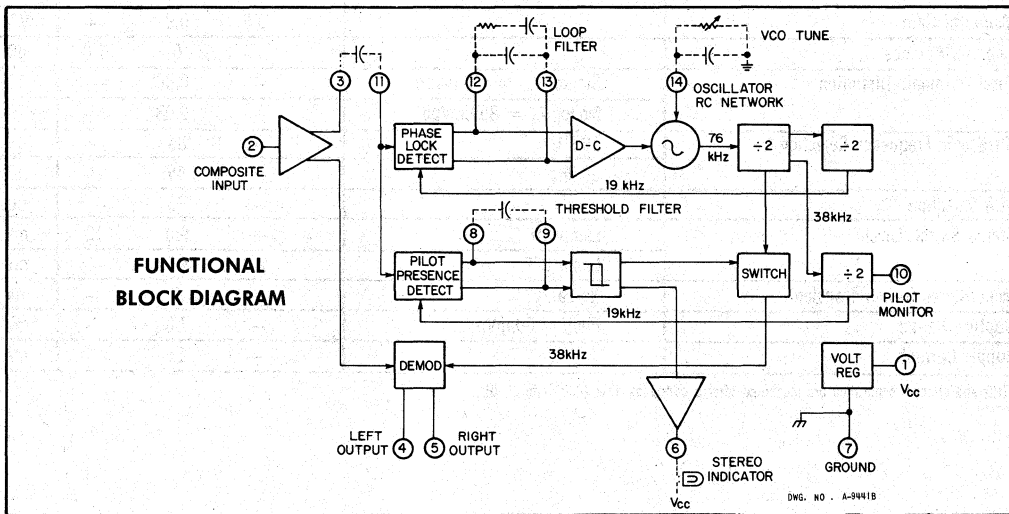 LOOP
FILTER
VCO TUNE
3
11
12
13
14
OSCILLATOR
RC NETWORK
2
COMPOSITE
INPUT
PHASE
LOCK
DETECT
D-C
76
kHz
÷2
÷2
19 kHz
38kHz
THRESHOLD FILTER
8
9
FUNCTIONAL
BLOCK DIAGRAM
PILOT
PRESENCE
DETECT
SWITCH
÷2
10
PILOT
MONITOR
19kHz
38kHz
DEMOD
VOLT
REG
1
Vcc
LEFT
OUTPUT
4
5
RIGHT
OUTPUT
6
STEREO
INDICATOR
Vcc
7
GROUND
DWG. NO. A-9441B